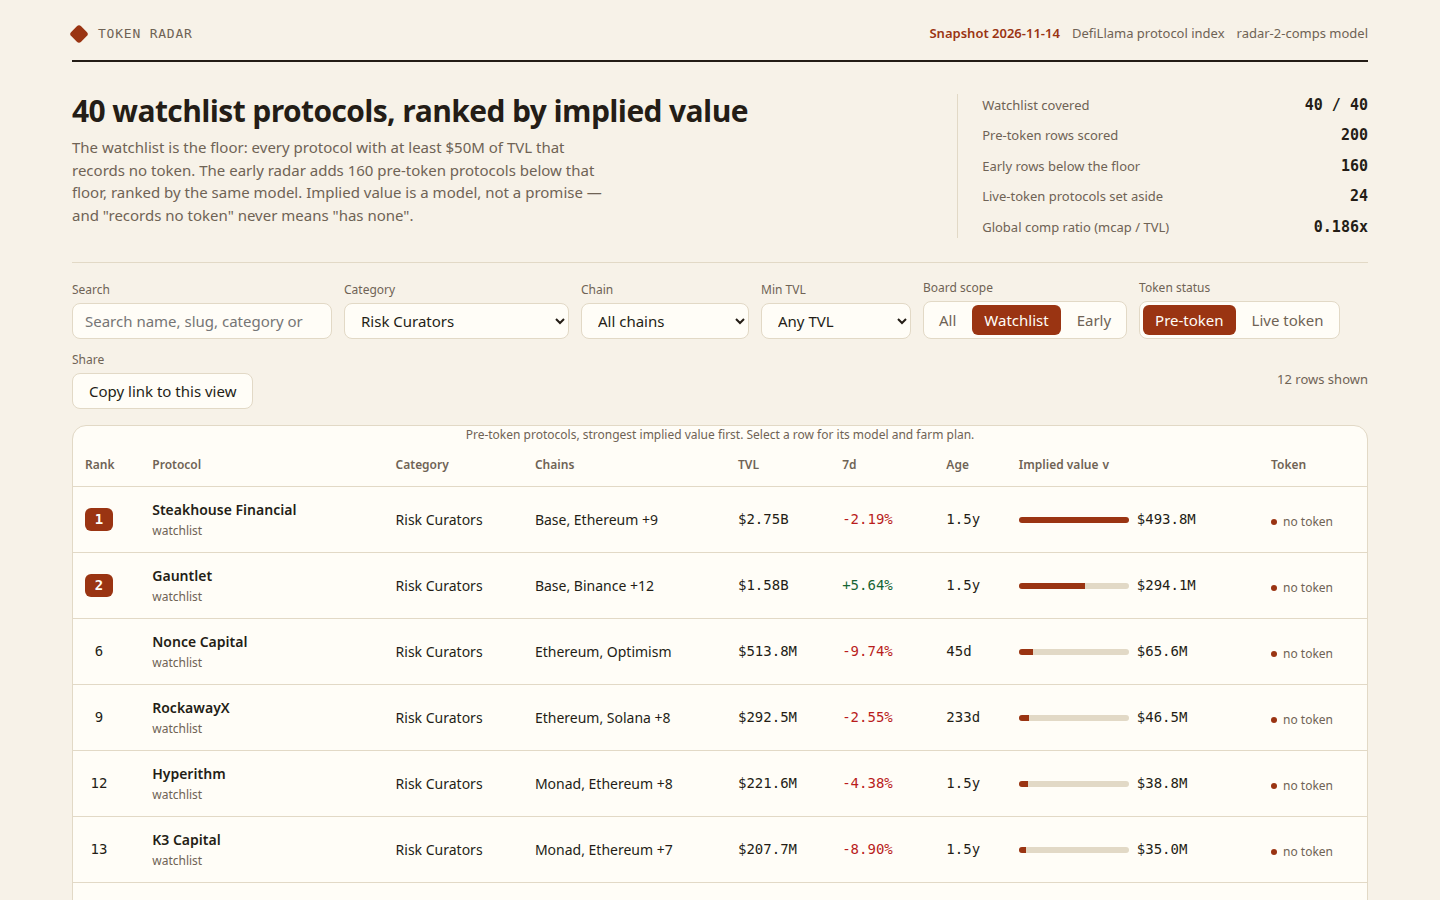 TOKEN RADAR
Snapshot 2026-11-14 DefiLlama protocol index radar-2-comps model
40 watchlist protocols, ranked by implied value
The watchlist is the floor: every protocol with at least $50M of TVL that
records no token. The early radar adds 160 pre-token protocols below that
floor, ranked by the same model. Implied value is a model, not a promise —
and "records no token" never means "has none".
Watchlist covered 40 / 40
Pre-token rows scored 200
Early rows below the floor 160
Live-token protocols set aside 24
Global comp ratio (mcap / TVL) 0.186x
Search Category Chain Min TVL Board scope Token status
Search name, slug, category or Risk Curators All chains Any TVL All Watchlist Early Pre-token Live token
Share
Copy link to this view 12 rows shown
Pre-token protocols, strongest implied value first. Select a row for its model and farm plan.
Rank Protocol Category Chains TVL 7d Age Implied value v Token
1 Steakhouse Financial Risk Curators Base, Ethereum +9 $2.75B -2.19% 1.5y $493.8M no token
watchlist
2 Gauntlet Risk Curators Base, Binance +12 $1.58B +5.64% 1.5y $294.1M no token
watchlist
6 Nonce Capital Risk Curators Ethereum, Optimism $513.8M -9.74% 45d $65.6M no token
watchlist
9 RockawayX Risk Curators Ethereum, Solana +8 $292.5M -2.55% 233d $46.5M no token
watchlist
12 Hyperithm Risk Curators Monad, Ethereum +8 $221.6M -4.38% 1.5y $38.8M no token
watchlist
13 K3 Capital Risk Curators Monad, Ethereum +7 $207.7M -8.90% 1.5y $35.0M no token
watchlist